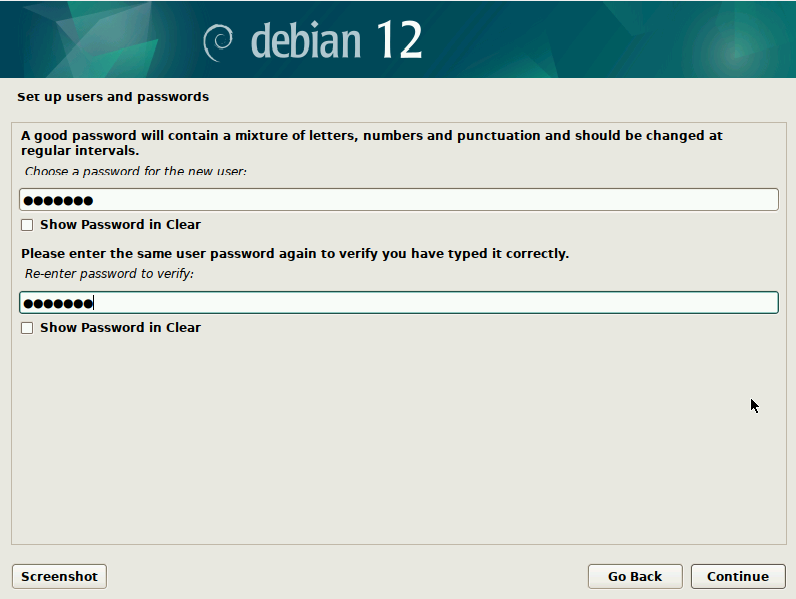 debian 12
Set up users and passwords
A good password will contain a mixture of letters, numbers and punctuation and should be changed at
regular intervals.
Choose a password for the new user:
●●●●●●●
Show Password in Clear
Please enter the same user password again to verify you have typed it correctly.
Re-enter password to verify:
●●●●●●●
Show Password in Clear
Screenshot
Go Back
Continue